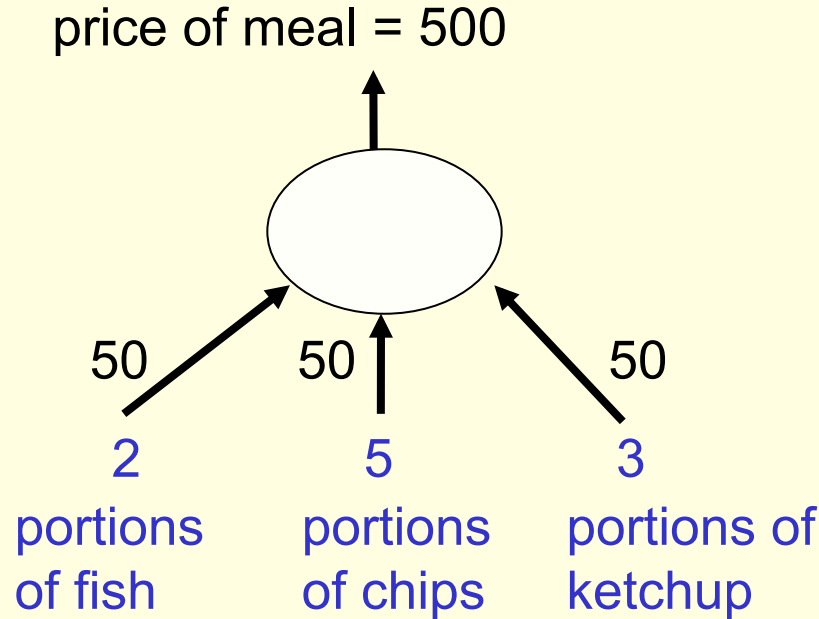 price of meal = 500
50 50 50
2 5 3
portions portions portions of
of fish of chips ketchup